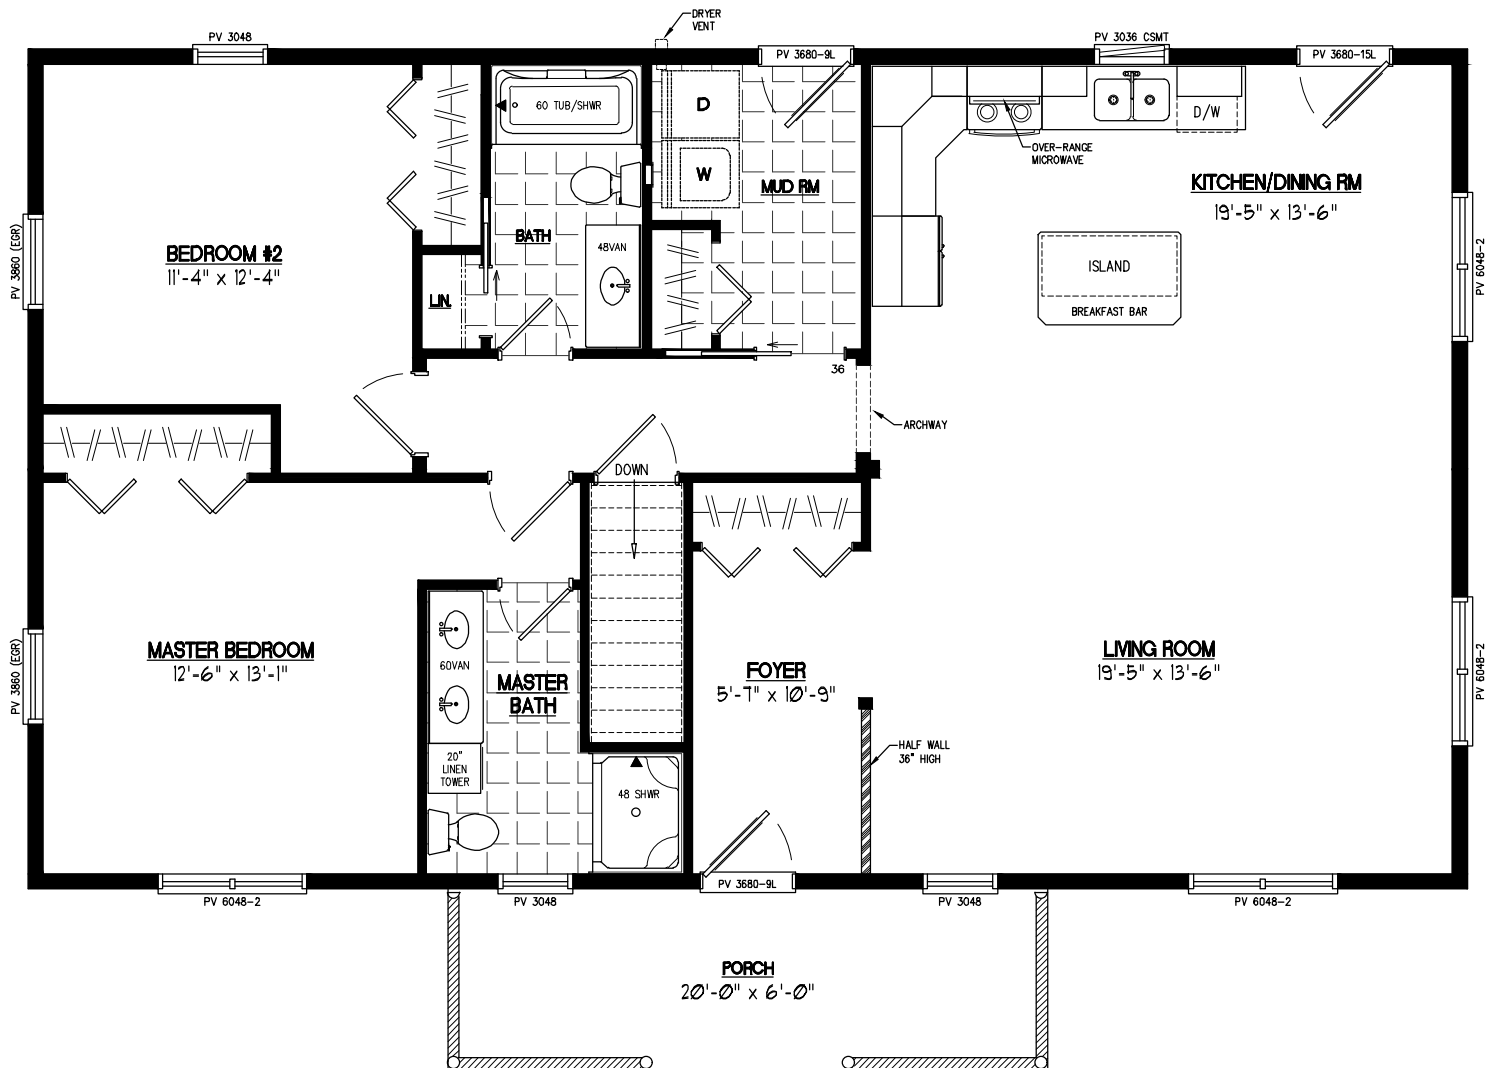 DRYER
VENT
PV 3048
PV 3680-9L
PV 3036 CSMT
PV 3680-15L
60 TUB/SHWR
D
D/W
OVER-RANGE
MICROWAVE
W
MUD RM
KITCHEN/DINING RM
19'-5" x 13'-6"
PV 3860 (EGR)
BEDROOM #2
11'-4" x 12'-4"
BATH
48VAN
ISLAND
BREAKFAST BAR
PV 6048-2
LIN.
36
ARCHWAY
DOWN
PV 3860 (EGR)
MASTER BEDROOM
12'-6" x 13'-1"
60VAN
MASTER
BATH
FOYER
5'-7" x 10'-9"
LIVING ROOM
19'-5" x 13'-6"
PV 6048-2
20"
LINEN
TOWER
48 SHWR
HALF WALL
36" HIGH
PV 6048-2
PV 3048
PV 3680-9L
PV 3048
PV 6048-2
PORCH
20'-0" x 6'-0"